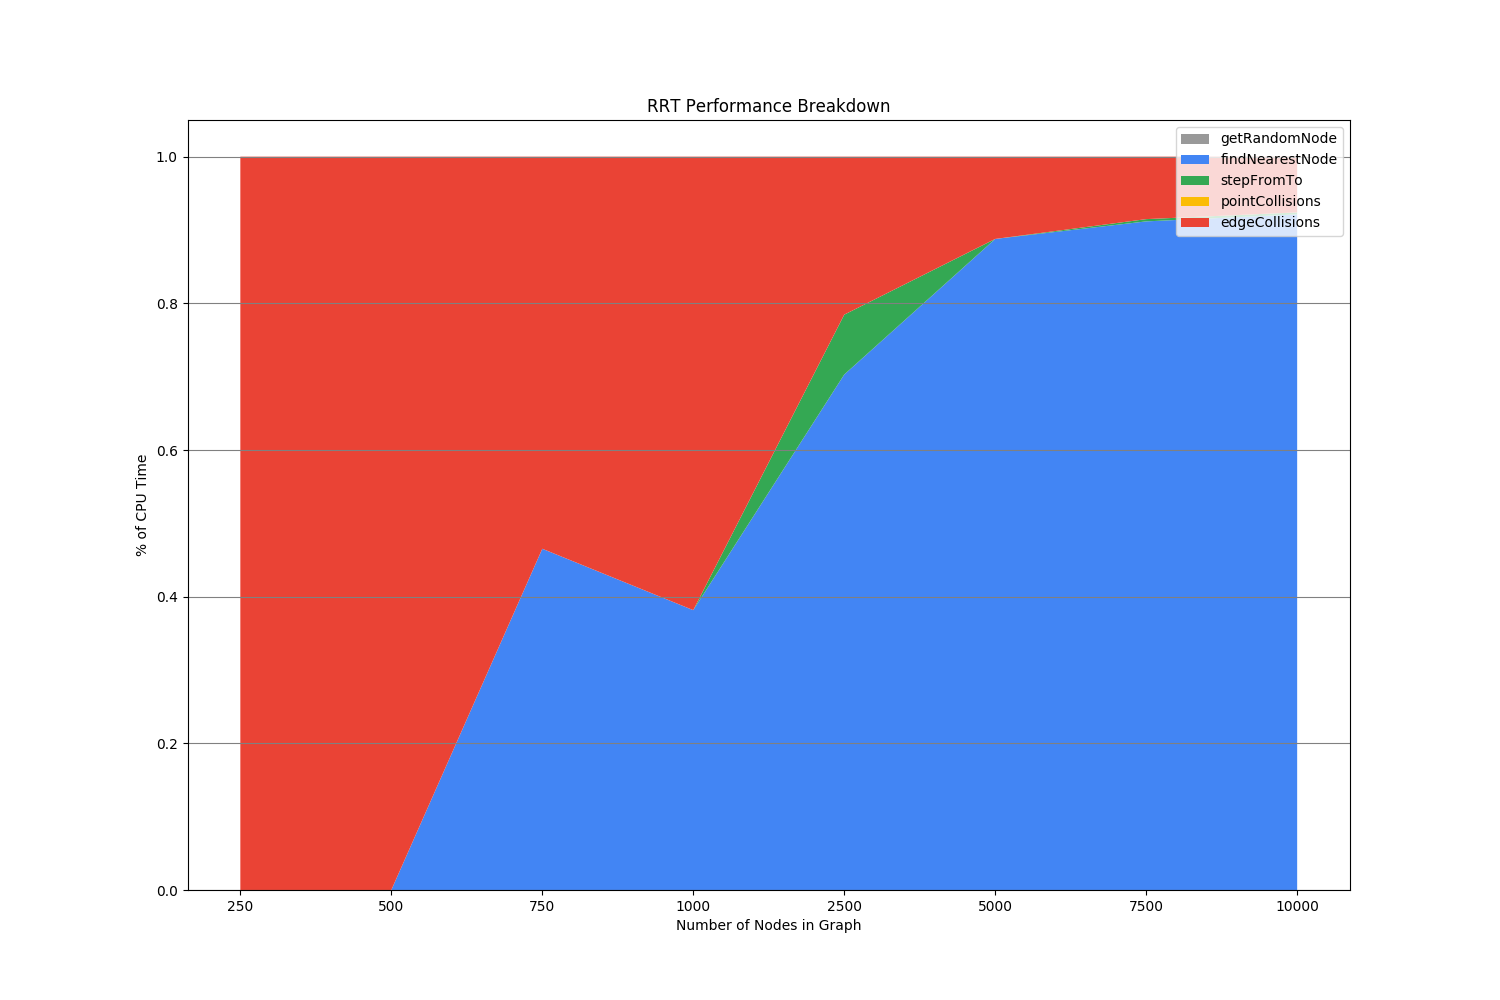 RRT Performance Breakdown
getRandomNode
findNearestNode
stepFromTo
pointCollisions
edgeCollisions
1.0
0.8
0.6
0.4
0.2
0.0
% of CPU Time
250 500 750 1000 2500 5000 7500 10000
Number of Nodes in Graph